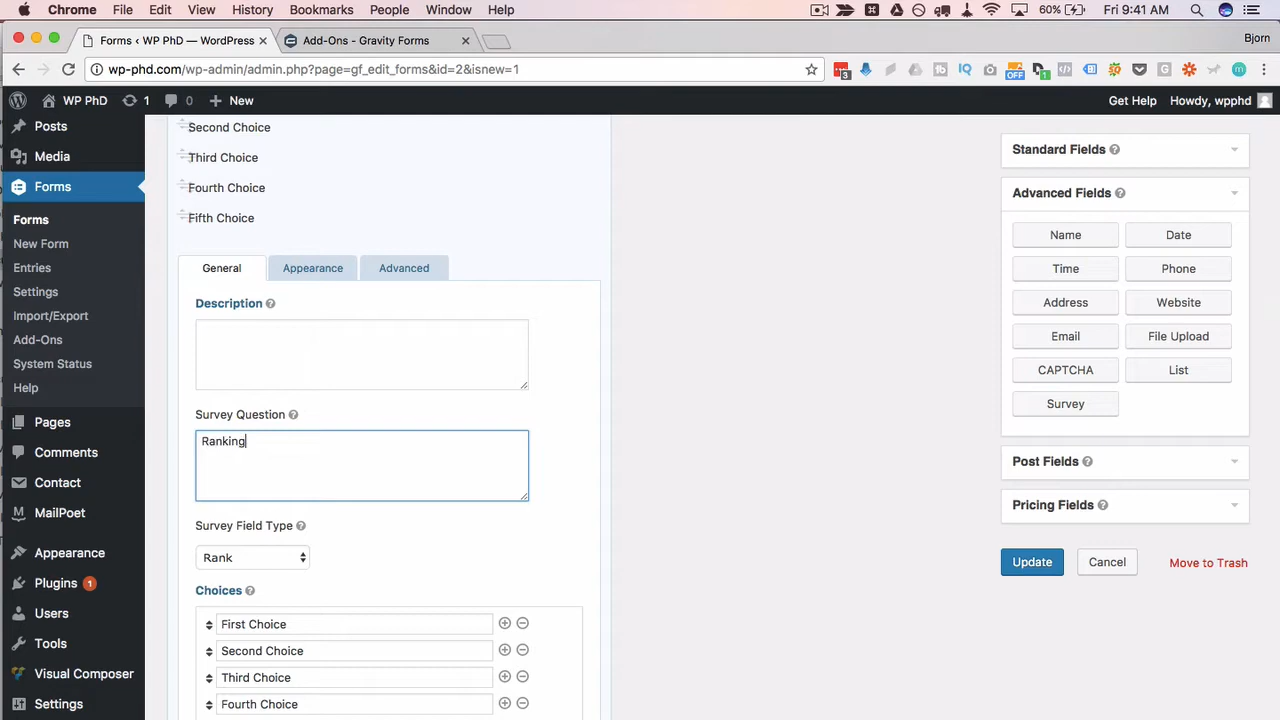 Chrome File Edit View History Bookmarks People Window Help 60% Fri 9:41 AM
Forms ‹ WP PhD — WordPress × Add-Ons - Gravity Forms × Bjorn
wp-phd.com/wp-admin/admin.php?page=gf_edit_forms&id=2&isnew=1
WP PhD 1 0 New Get Help Howdy, wpphd
Posts
Media
Forms
Forms
New Form
Entries
Settings
Import/Export
Add-Ons
System Status
Help
Pages
Comments
Contact
MailPoet
Appearance
Plugins 1
Users
Tools
Visual Composer
Settings
Second Choice
Third Choice
Fourth Choice
Fifth Choice
General Appearance Advanced
Description
Survey Question
Ranking
Survey Field Type
Rank
Choices
First Choice
Second Choice
Third Choice
Fourth Choice
Standard Fields
Advanced Fields
Name Date
Time Phone
Address Website
Email File Upload
CAPTCHA List
Survey
Post Fields
Pricing Fields
Update Cancel Move to Trash